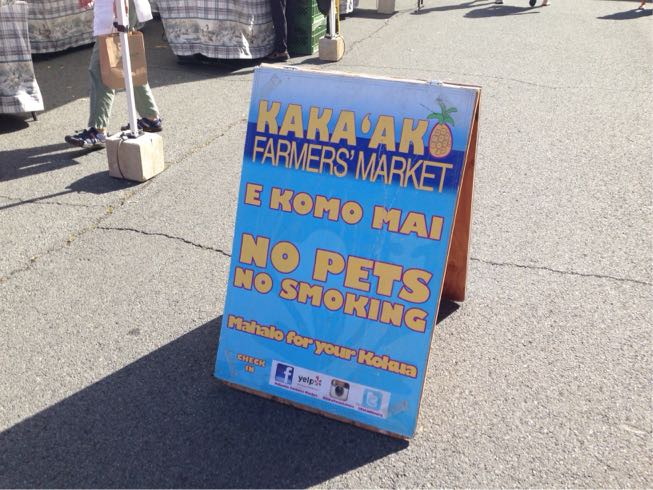 KAKA'AKO
FARMERS' MARKET
E KOMO MAI
NO PETS
NO SMOKING
Mahalo for your Kokua
CHECK
IN
f
yelp